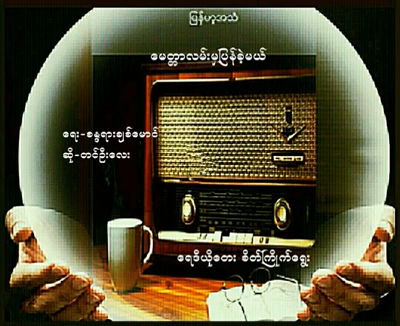 မြန်မာ့အသံ
မေတ္တာလမ်းမှပြန်ခဲ့မယ်
ရေး-စန္ဒရားချစ်မောင်
ဆို-တင်ဦးလေး
ရေဒီယိုတေး စိတ်ကြိုက်ရွေး